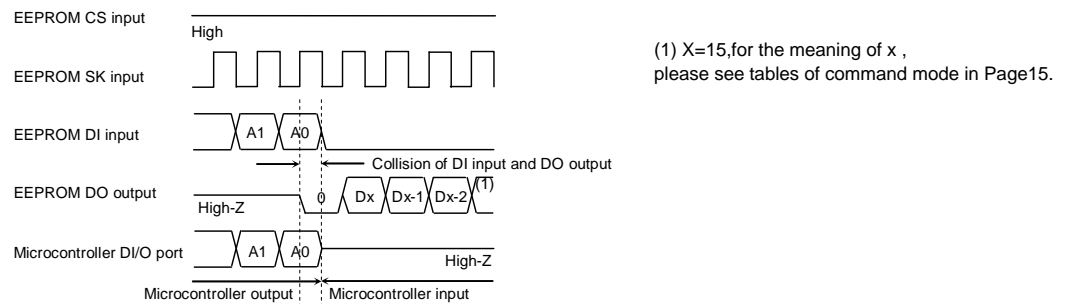 EEPROM CS input
High
(1) X=15,for the meaning of x ,
please see tables of command mode in Page15.
EEPROM SK input
EEPROM DI input
A1
A0
Collision of DI input and DO output
EEPROM DO output
High-Z
0
Dx
Dx-1
Dx-2
(1)
Microcontroller DI/O port
A1
A0
High-Z
Microcontroller output
Microcontroller input